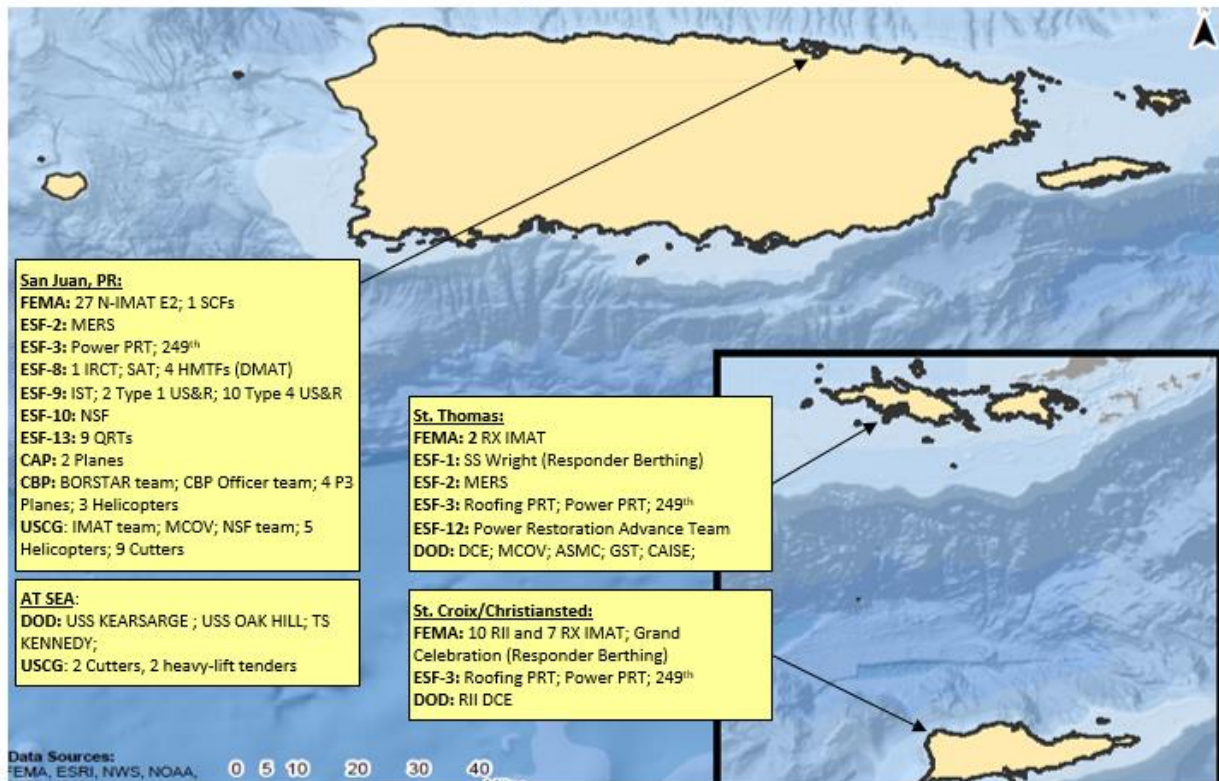 San Juan, PR:
FEMA: 27 N-IMAT E2; 1 SCFs
ESF-2: MERS
ESF-3: Power PRT; 249th
ESF-8: 1 IRCT; SAT; 4 HMTFs (DMAT)
ESF-9: IST; 2 Type 1 US&R; 10 Type 4 US&R
ESF-10: NSF
ESF-13: 9 QRTs
CAP: 2 Planes
CBP: BORSTAR team; CBP Officer team; 4 P3
Planes; 3 Helicopters
USCG: IMAT team; MCOV; NSF team; 5
Helicopters; 9 Cutters
AT SEA:
DOD: USS KEARSARGE ; USS OAK HILL; TS
KENNEDY;
USCG: 2 Cutters, 2 heavy-lift tenders
St. Thomas:
FEMA: 2 RX IMAT
ESF-1: SS Wright (Responder Berthing)
ESF-2: MERS
ESF-3: Roofing PRT; Power PRT; 249th
ESF-12: Power Restoration Advance Team
DOD: DCE; MCOV; ASMC; GST; CAISE;
St. Croix/Christiansted:
FEMA: 10 RII and 7 RX IMAT; Grand
Celebration (Responder Berthing)
ESF-3: Roofing PRT; Power PRT; 249th
DOD: RII DCE
Data Sources:
FEMA, ESRI, NWS, NOAA,
0 5 10 20 30 40